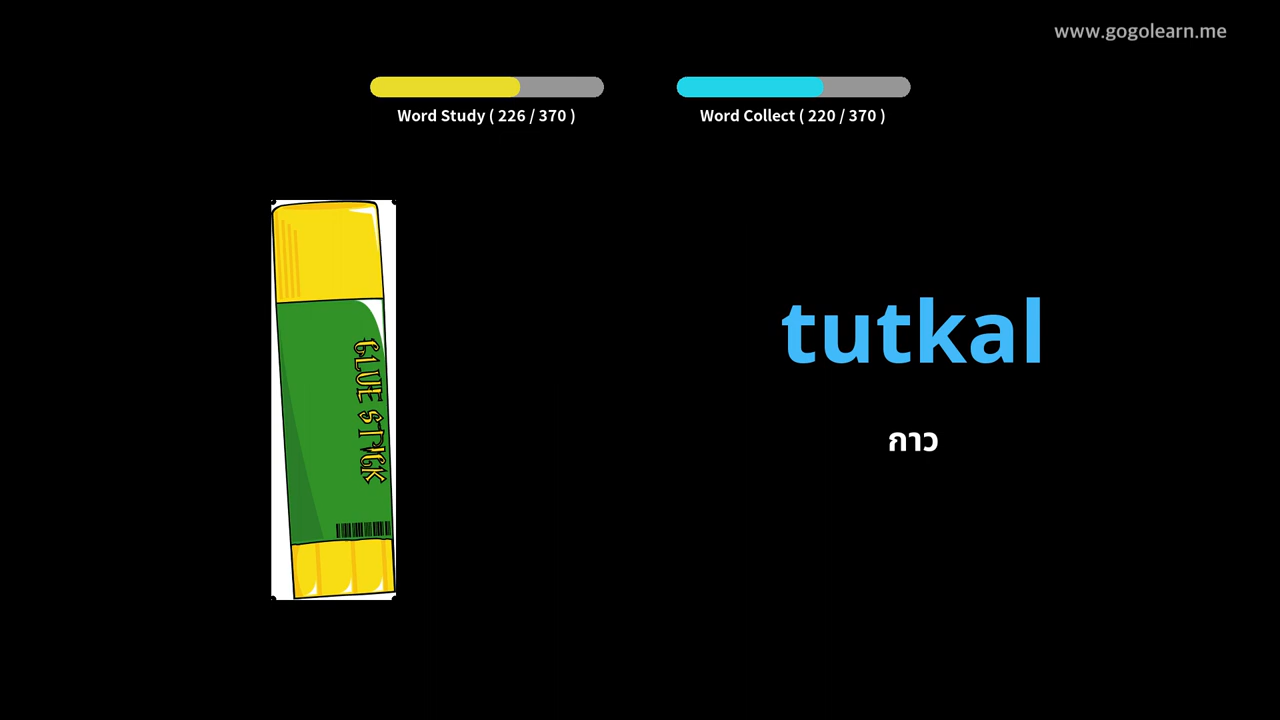 www.gogolearn.me
Word Study ( 226 / 370 )
Word Collect ( 220 / 370 )
GLUE STICK
tutkal
กาว